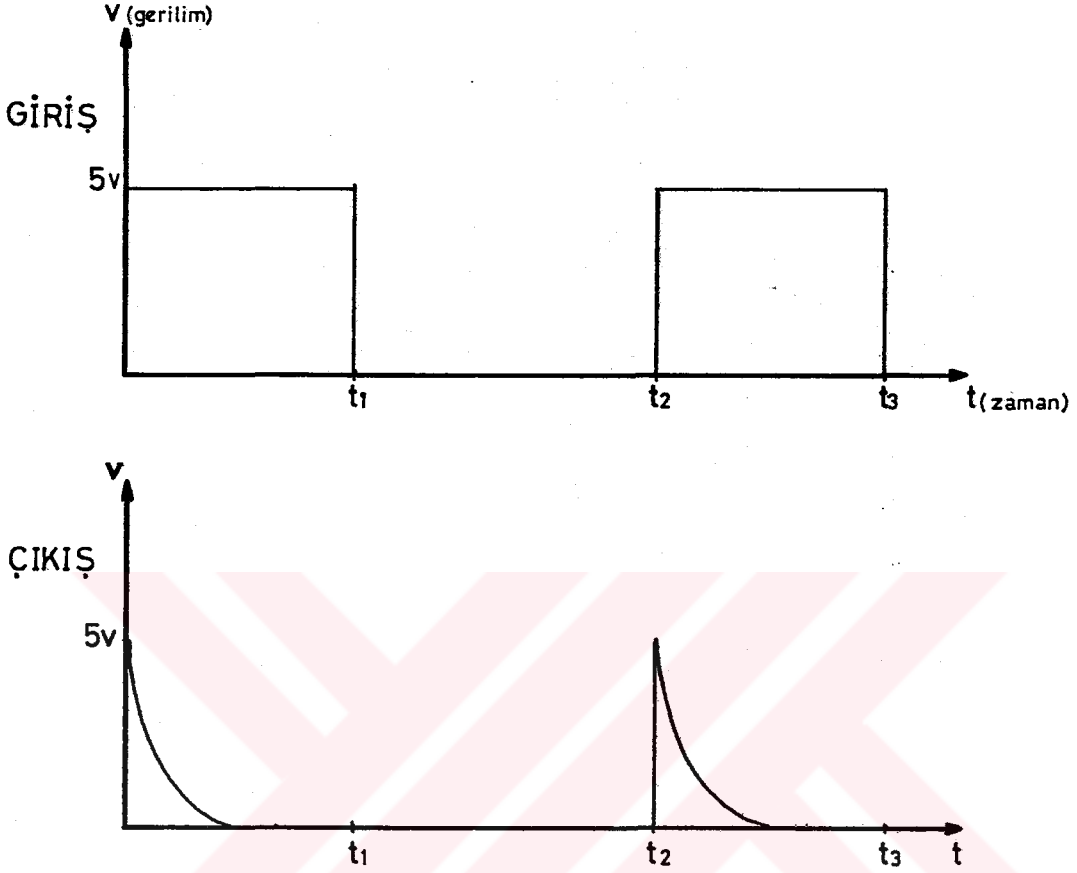 V (gerilim)
GİRİŞ
5v
t1 t2 t3 t (zaman)
v
ÇIKIŞ
5v
t1 t2 t3 t